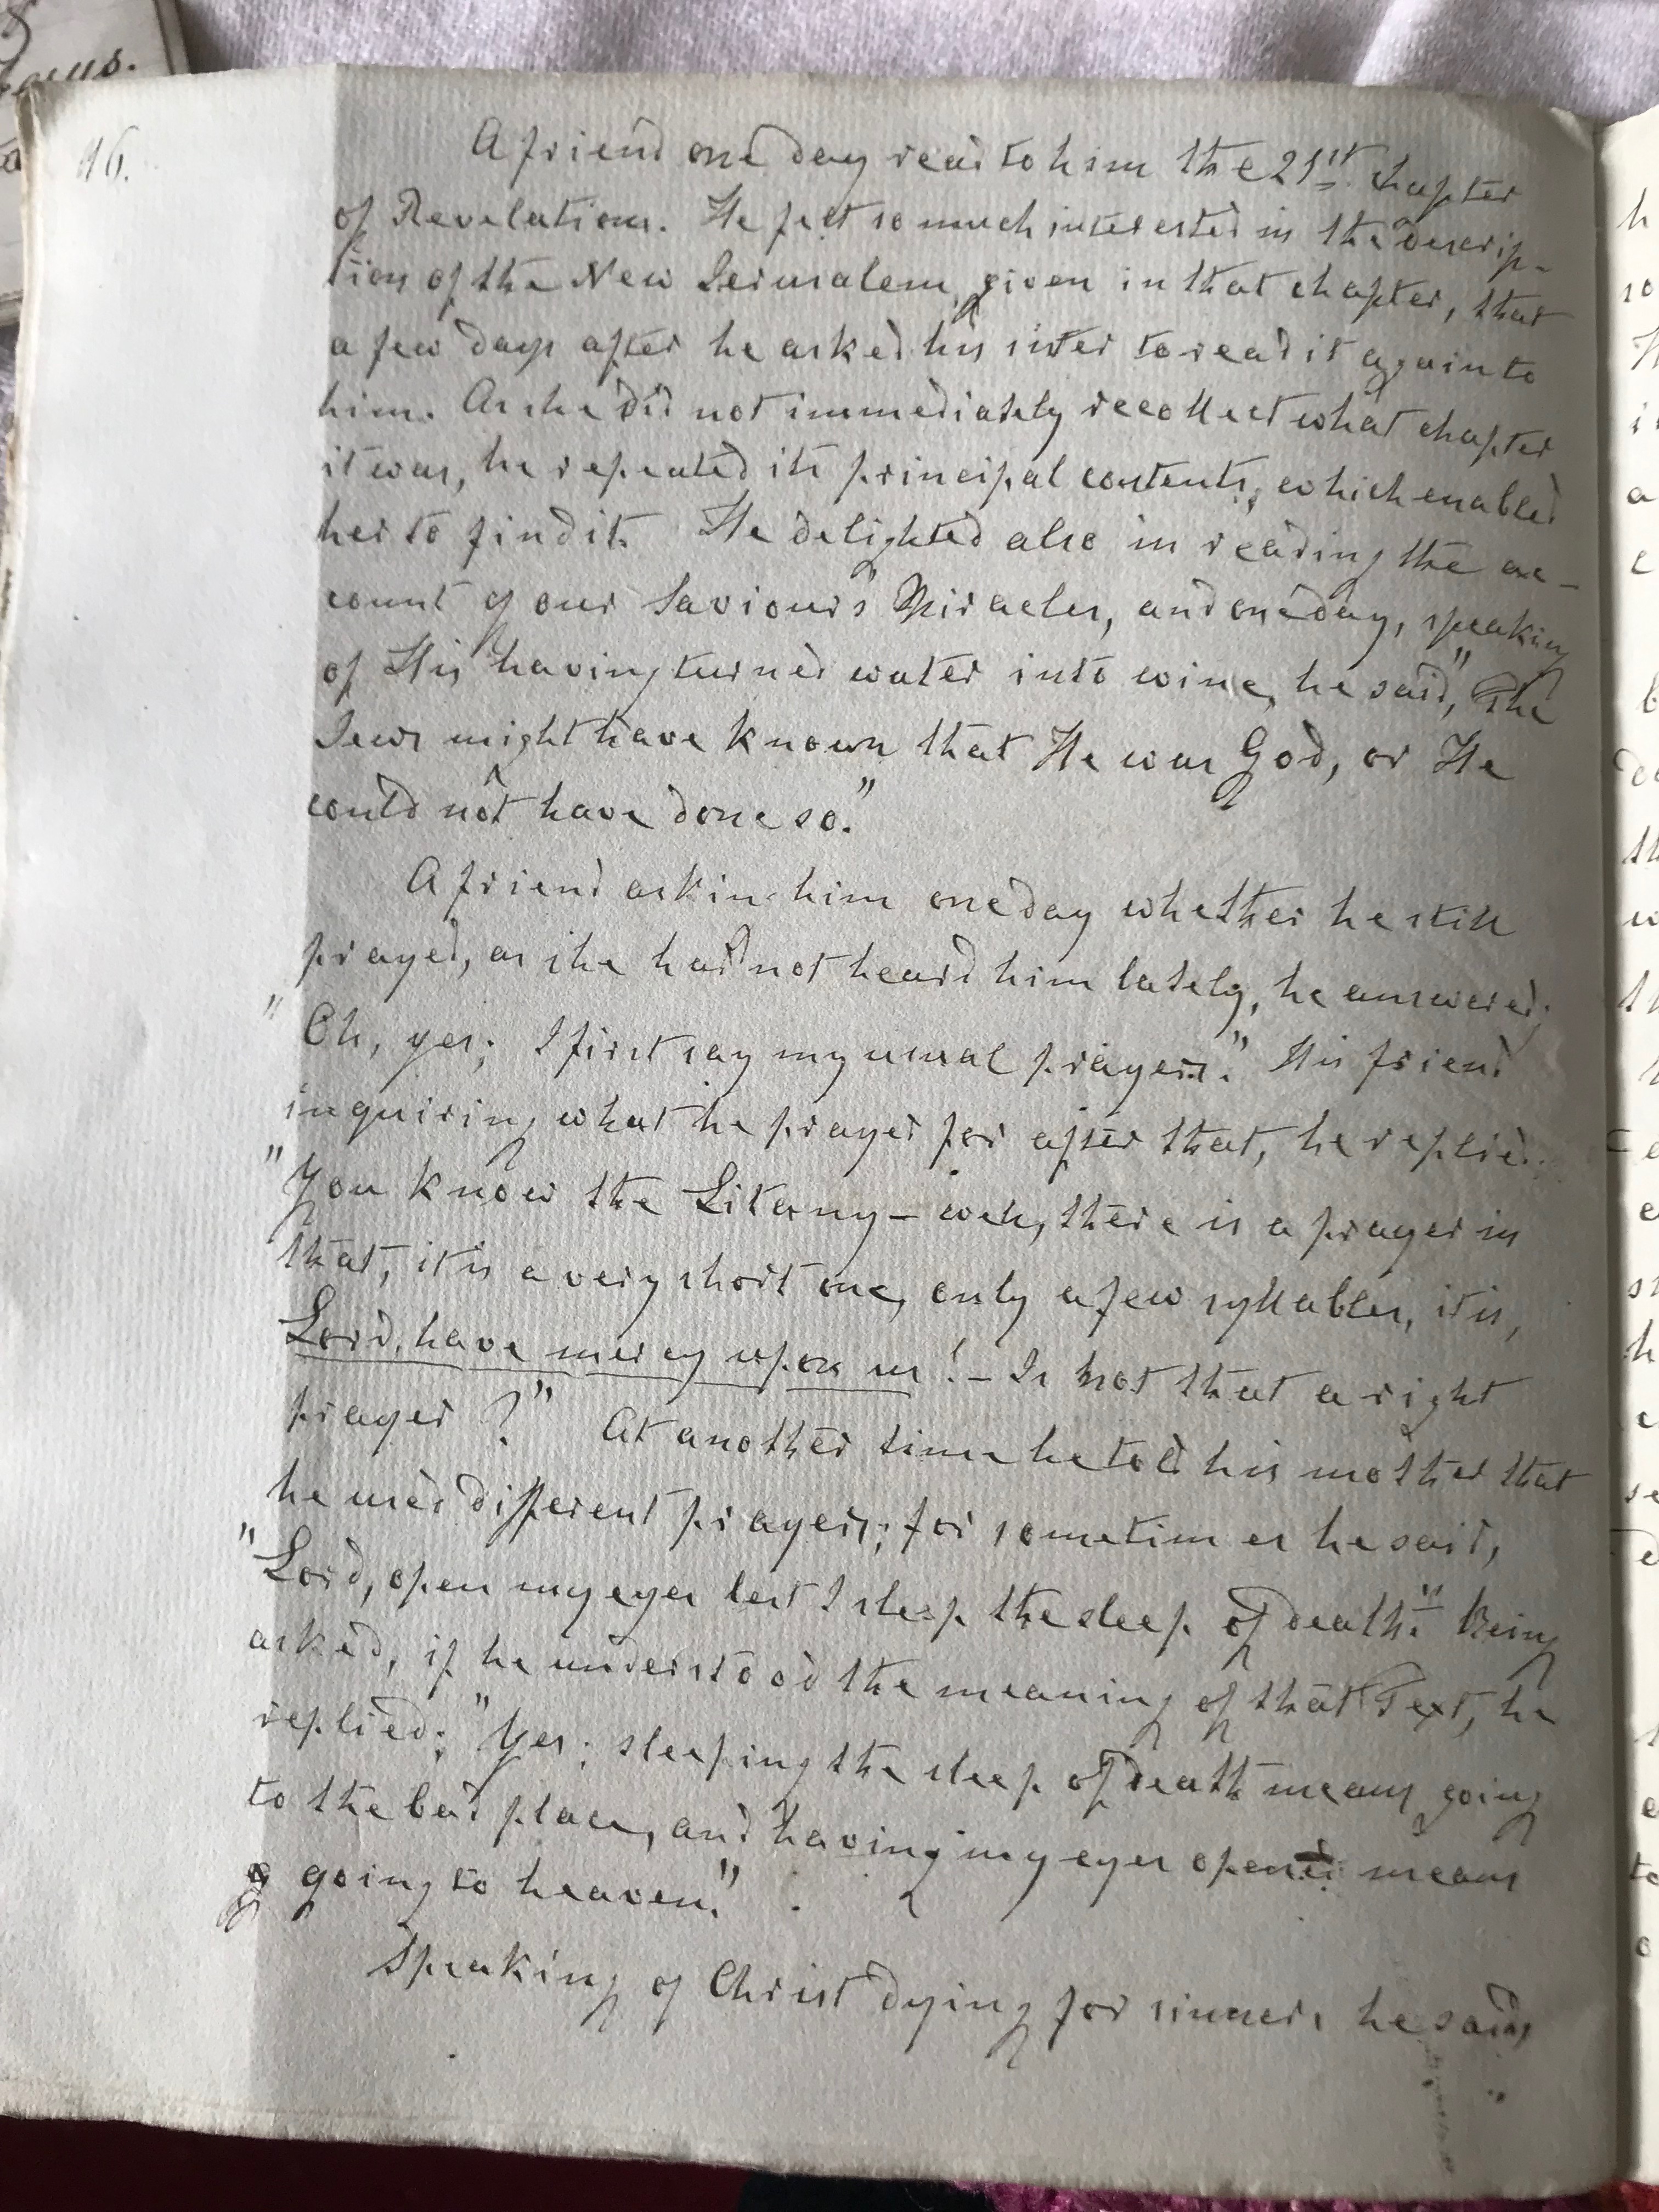 16.
A friend one day read to him the 21st chapter
of Revelations. He felt so much interested in the descrip-
tion of the New Jerusalem, given in that chapter, that
a few days after he asked his sister to read it again to
him. As she did not immediately recollect what chapter
it was, he repeated its principal contents, which enabled
her to find it. He delighted also in reading the ac-
count of our Saviour's Miracles, and one day, speaking
of His having turned water into wine, he said, "The
Jews might have known that He was God, or He
could not have done so."
A friend askin him one day whether he still
prayed, as she had not heard him lately, he answered;
"Oh, yes; I first say my usual prayers." His friend
inquiring what he prayed for after that, he replied:
"You know the Litany - well, there is a prayer in
that, it is a very short one, only a few syllables, it is,
Lord, have mercy upon us! - Is not that a right
prayer?" At another time he told his mother that
he used different prayers; for sometimes he said,
"Lord, open my eyes lest I sleep the sleep of death." Being
asked, if he understood the meaning of that Text, he
replied; "Yes; sleeping the sleep of death means going
to the bad place, and having my eyes opened means
going to heaven."
Speaking of Christ dying for sinners he said,